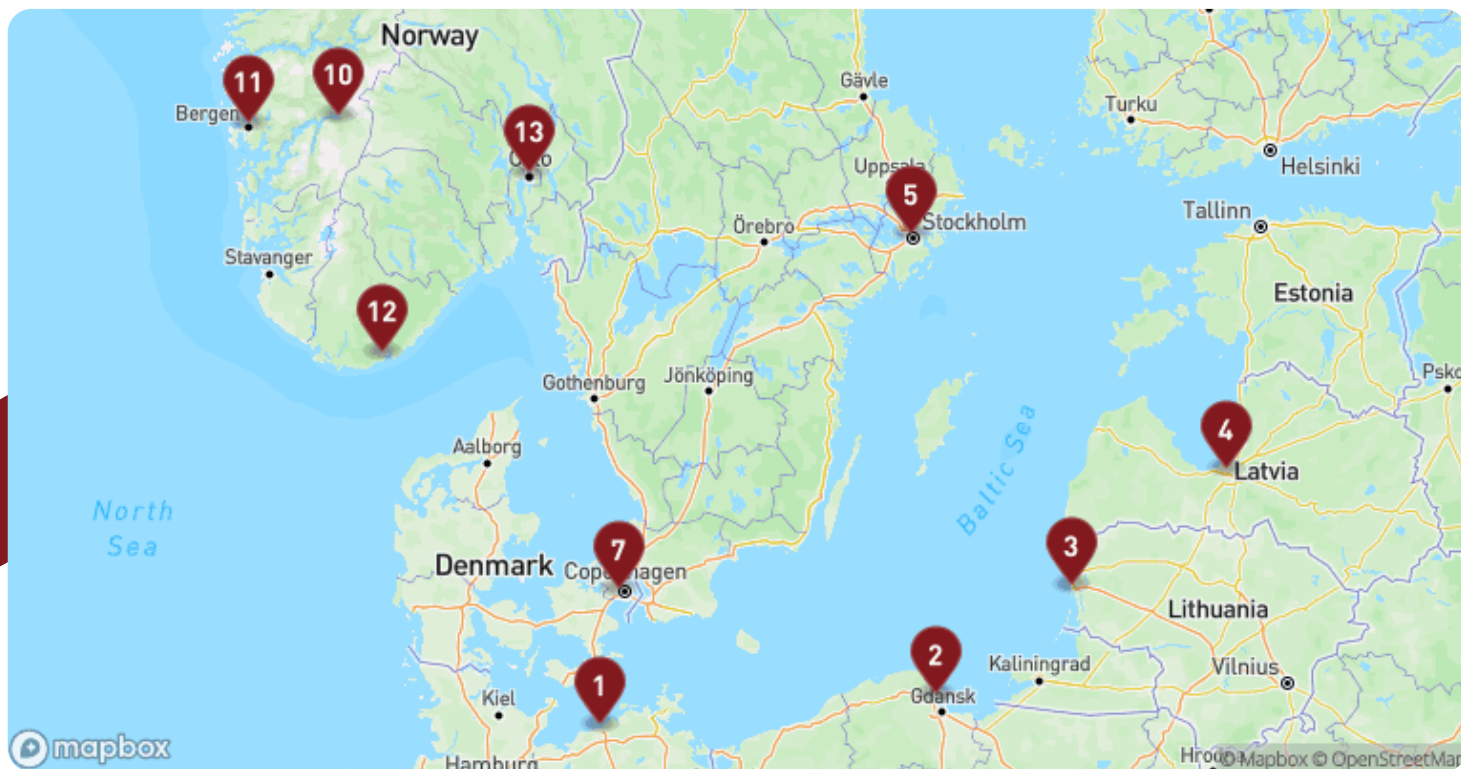 Norway
11
10
Bergen
13
Oslo
Gävle
Turku
Helsinki
Uppsala
5
Stockholm
Örebro
Tallinn
Stavanger
12
Estonia
Gothenburg
Jönköping
Psko
Aalborg
4
Latvia
Baltic Sea
North
Sea
7
3
Denmark
Copenhagen
Lithuania
2
Kaliningrad
Vilnius
1
Kiel
Gdansk
mapbox
Hamburg
© Mapbox © OpenStreetMap